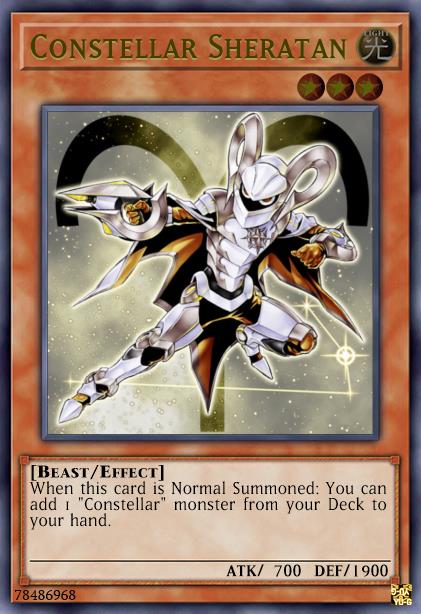 Constellar Sheratan
LIGHT
光
[Beast/Effect]
When this card is Normal Summoned: You can
add 1 "Constellar" monster from your Deck to
your hand.
ATK/ 700 DEF/1900
78486968